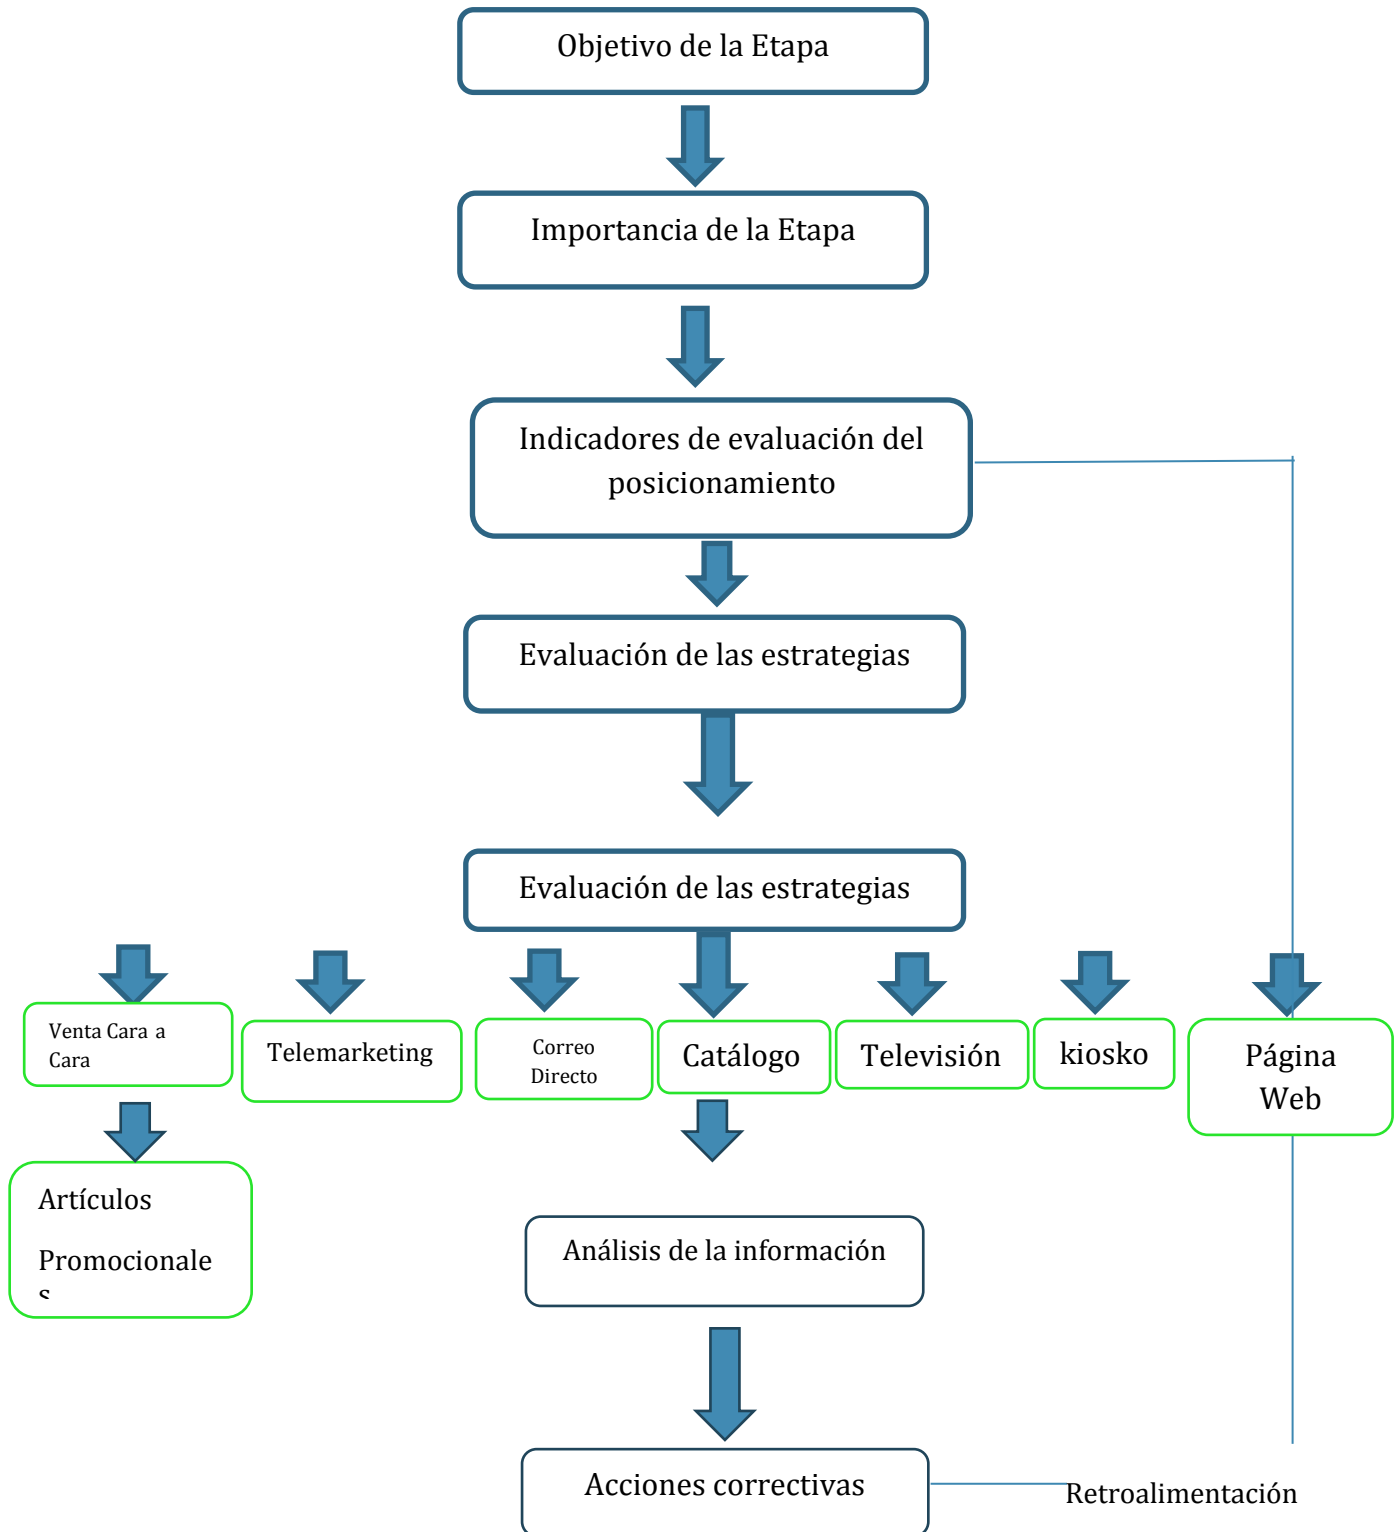 Objetivo de la Etapa
Importancia de la Etapa
Indicadores de evaluación del
posicionamiento
Evaluación de las estrategias
Evaluación de las estrategias
Venta Cara a
Cara
Telemarketing
Correo
Directo
Catálogo
Televisión
kiosko
Página
Web
Artículos
Promocionale
s
Análisis de la información
Acciones correctivas
Retroalimentación